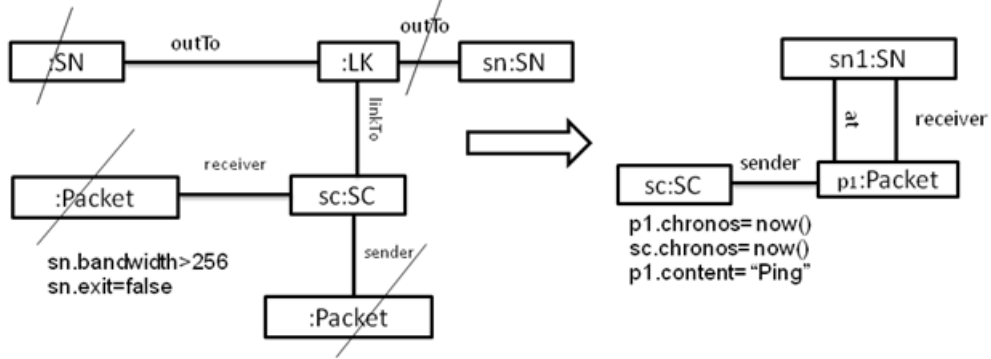 outTo
outTo
:SN
:LK
sn:SN
sn1:SN
linkTo
at
receiver
receiver
sender
:Packet
sc:SC
sc:SC
p1:Packet
p1.chronos=now()
sc.chronos=now()
p1.content="Ping"
sn.bandwidth>256
sn.exit=false
sender
:Packet